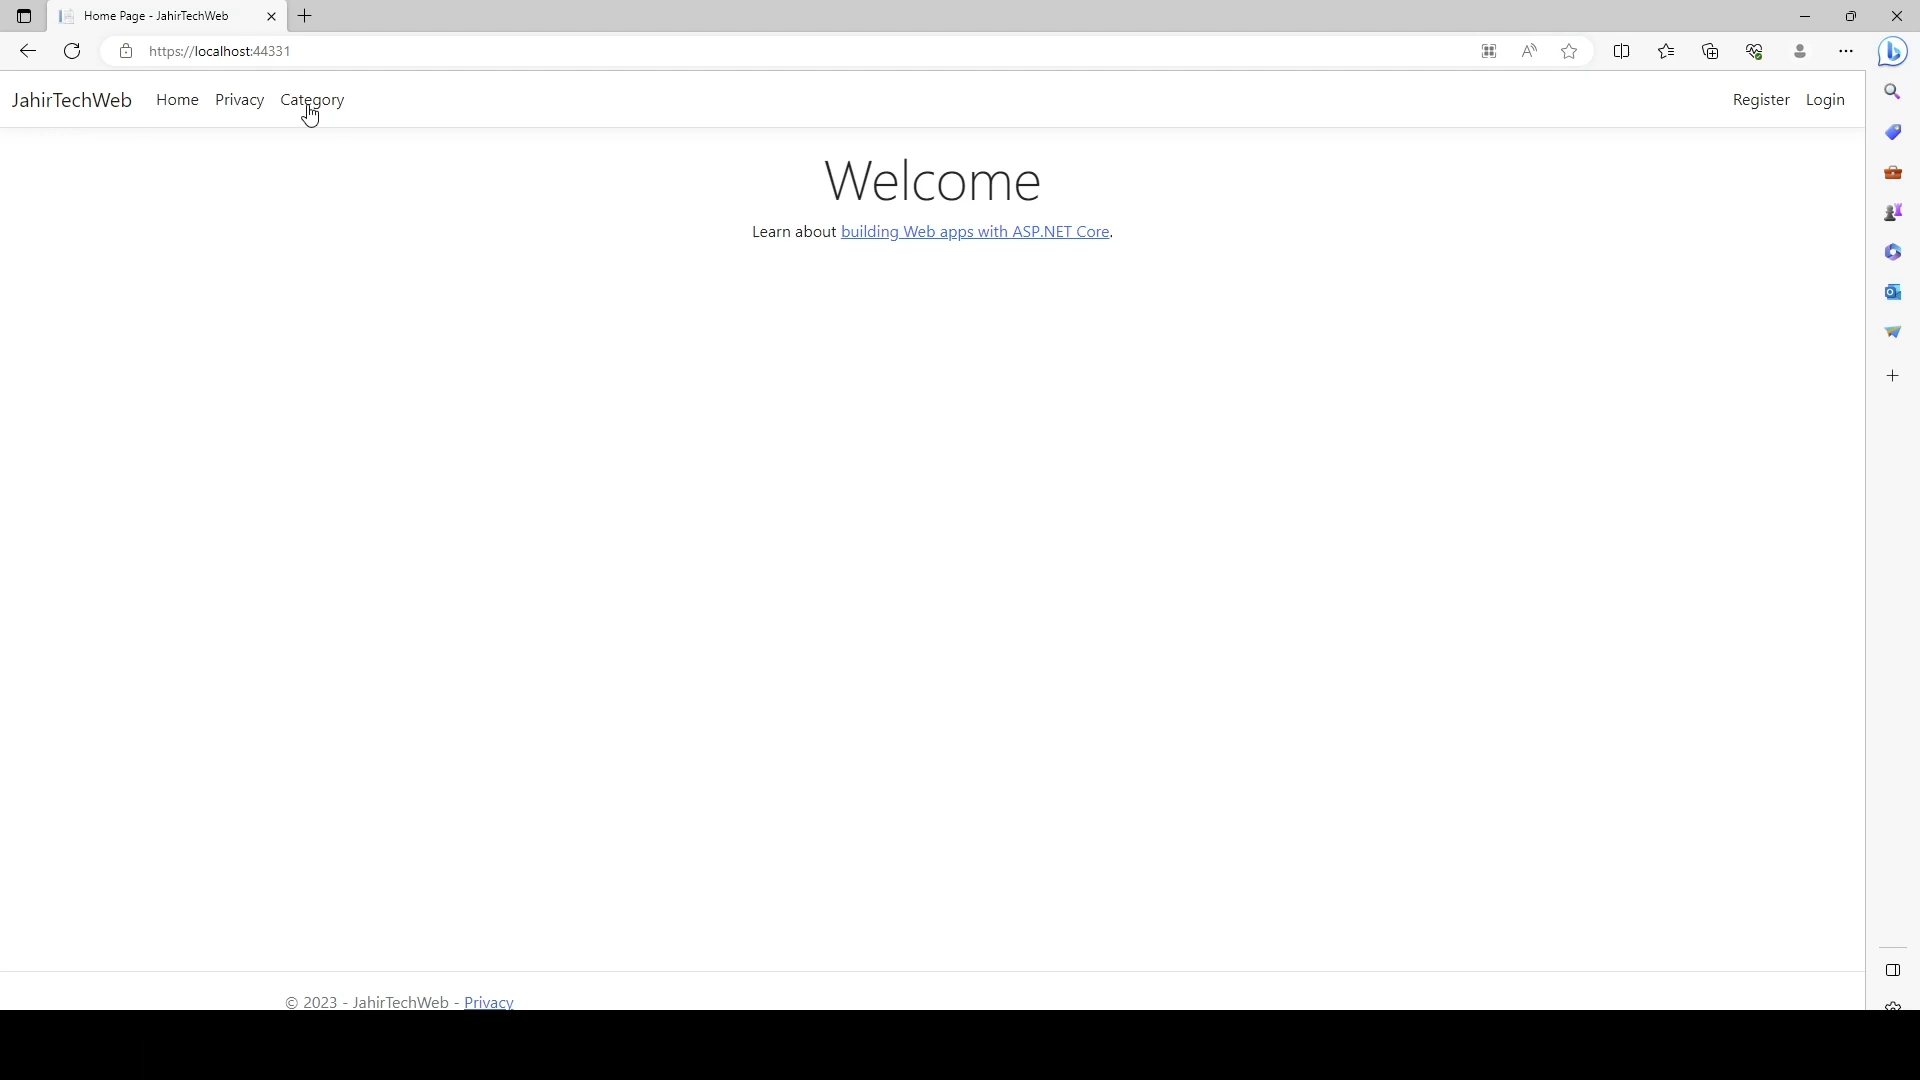 Home Page - JahirTechWeb
https://localhost:44331
JahirTechWeb Home Privacy Category Register Login
Welcome
Learn about building Web apps with ASP.NET Core.
© 2023 - JahirTechWeb - Privacy